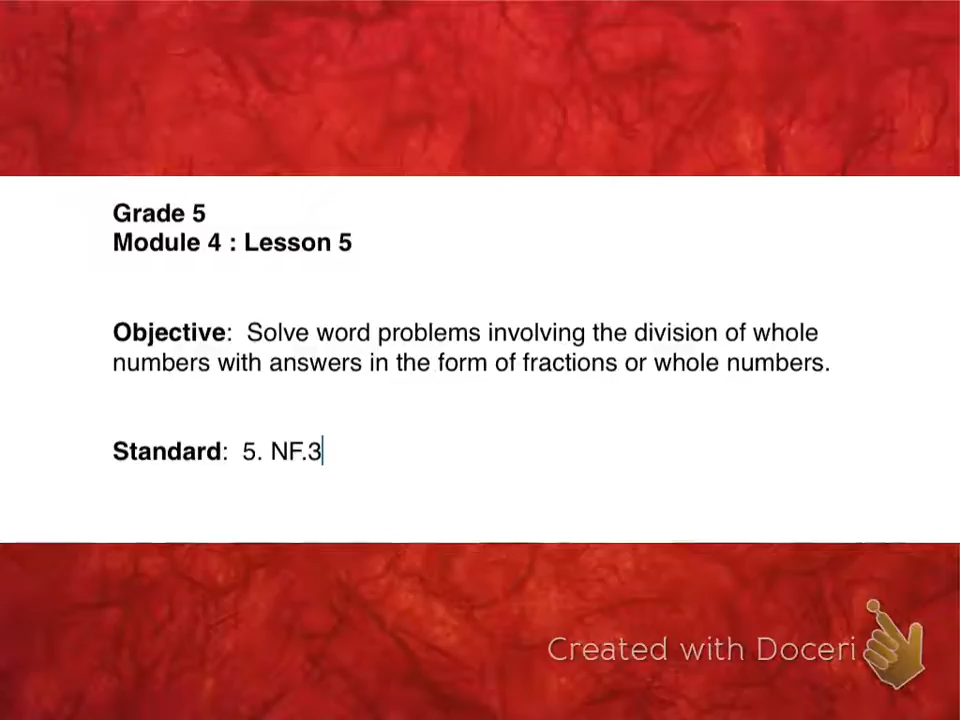 Grade 5
Module 4 : Lesson 5
Objective:  Solve word problems involving the division of whole
numbers with answers in the form of fractions or whole numbers.
Standard:  5. NF.3
Created with Doceri